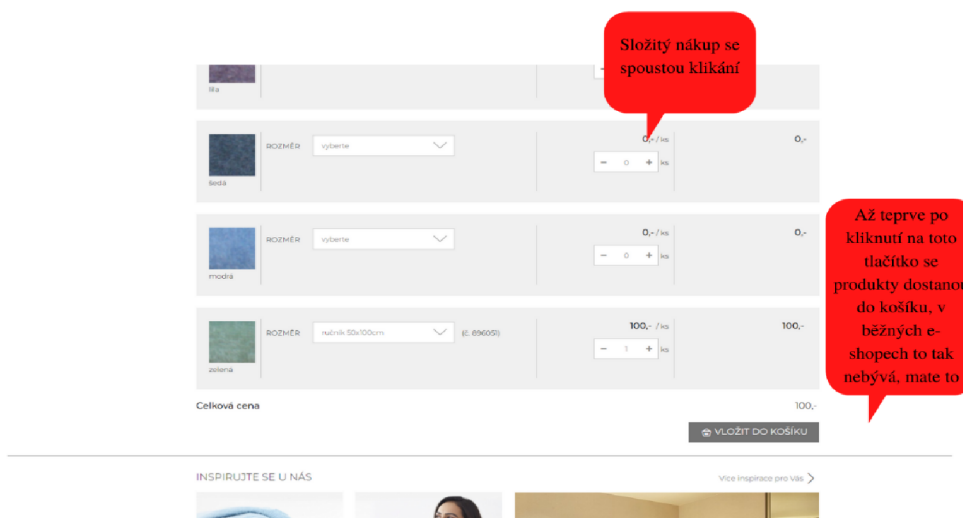 Složitý nákup se
spoustou klikání
lila
ROZMĚR vyberte 0,- / ks 0,-
− 0 + ks
šedá
ROZMĚR vyberte 0,- / ks 0,-
− 0 + ks
modrá
Až teprve po
kliknutí na toto
tlačítko se
produkty dostanou
do košíku, v
běžných e-
shopech to tak
nebývá, mate to
ROZMĚR ručník 50x100cm (č. 896051) 100,- / ks 100,-
− 1 + ks
zelená
Celková cena 100,-
VLOŽIT DO KOŠÍKU
INSPIRUJTE SE U NÁS Více inspirace pro Vás